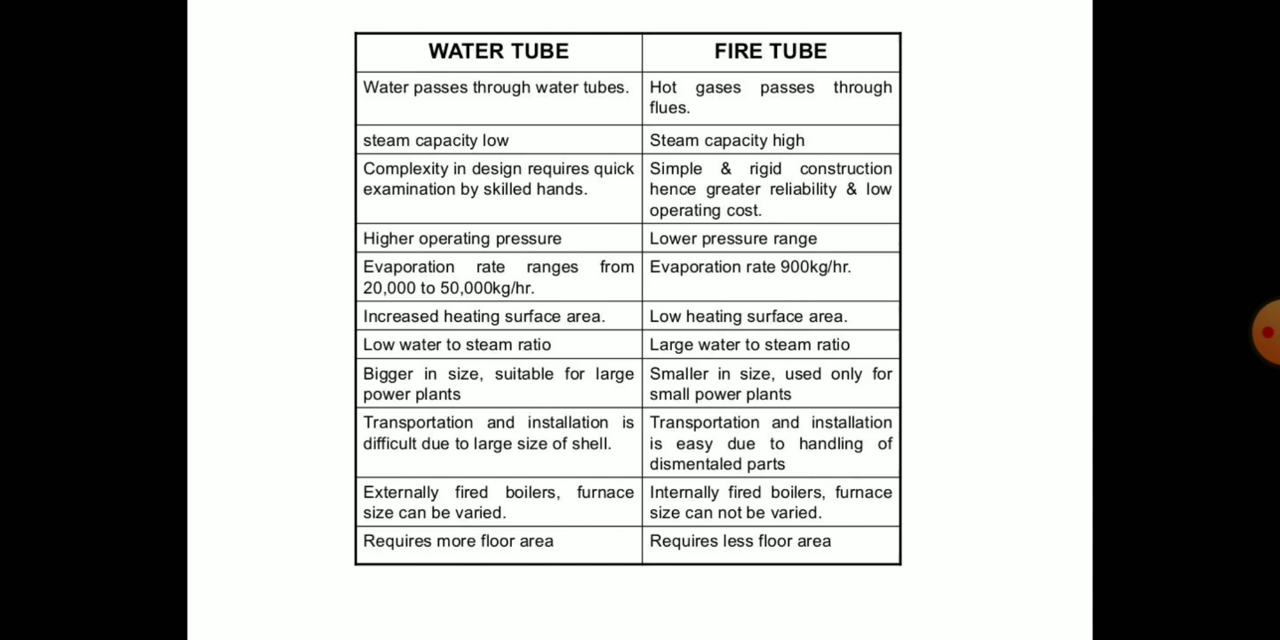 WATER TUBE
FIRE TUBE
Water passes through water tubes.
Hot gases passes through
flues.
steam capacity low
Steam capacity high
Complexity in design requires quick
examination by skilled hands.
Simple & rigid construction
hence greater reliability & low
operating cost.
Higher operating pressure
Lower pressure range
Evaporation rate ranges from
20,000 to 50,000kg/hr.
Evaporation rate 900kg/hr.
Increased heating surface area.
Low heating surface area.
Low water to steam ratio
Large water to steam ratio
Bigger in size, suitable for large
power plants
Smaller in size, used only for
small power plants
Transportation and installation is
difficult due to large size of shell.
Transportation and installation
is easy due to handling of
dismentaled parts
Externally fired boilers, furnace
size can be varied.
Internally fired boilers, furnace
size can not be varied.
Requires more floor area
Requires less floor area